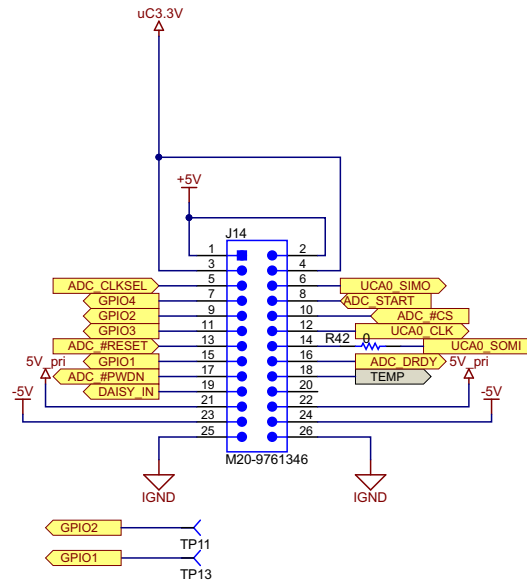 uC3.3V
+5V
J14
1 2
3 4
ADC_CLKSEL 5 6 UCA0_SIMO
GPIO4 7 8 ADC_START
GPIO2 9 10 ADC_#CS
GPIO3 11 12 UCA0_CLK
ADC_#RESET 13 14 R42 0 UCA0_SOMI
GPIO1 15 16 ADC_DRDY
5V_pri 5V_pri
ADC_#PWDN 17 18 TEMP
DAISY_IN 19 20
-5V -5V
21 22
23 24
25 26
M20-9761346
IGND IGND
GPIO2
TP11
GPIO1
TP13